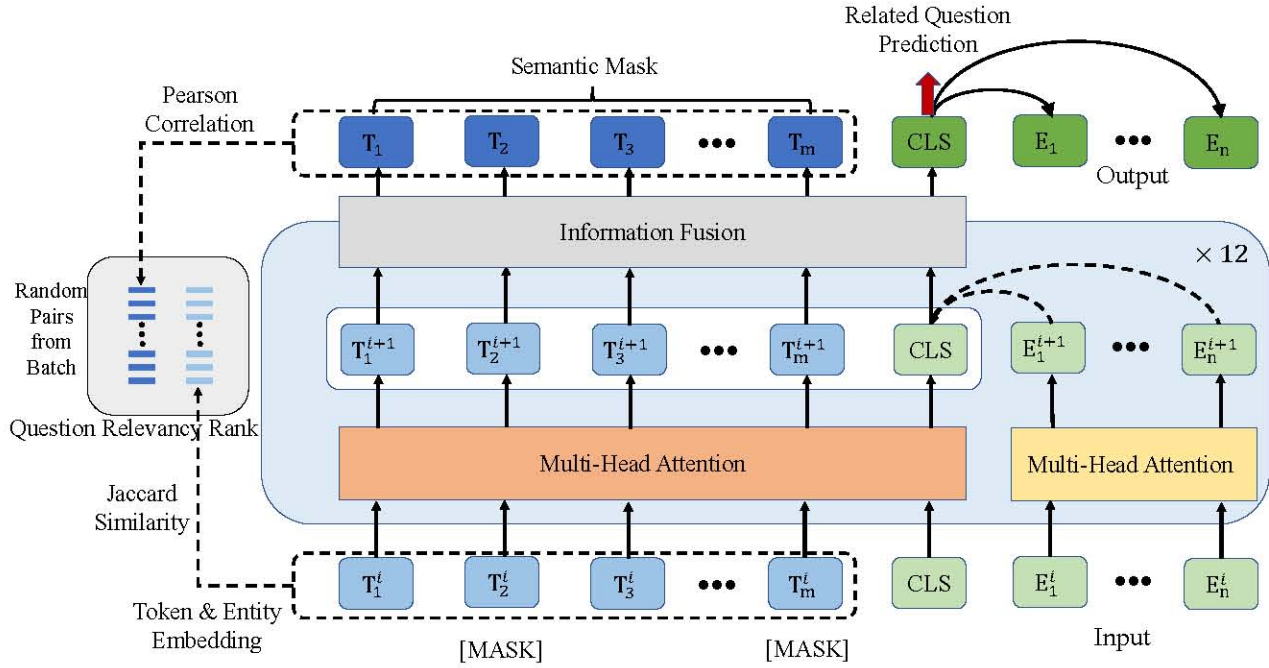 Related Question
Prediction
Semantic Mask
Pearson
Correlation
T₁ T₂ T₃ ••• Tₘ CLS E₁ ••• Eₙ
Output
Information Fusion
× 12
Random
Pairs
from
Batch
T₁ⁱ⁺¹ T₂ⁱ⁺¹ T₃ⁱ⁺¹ ••• Tₘⁱ⁺¹ CLS E₁ⁱ⁺¹ ••• Eₙⁱ⁺¹
Question Relevancy Rank
Multi-Head Attention
Multi-Head Attention
Jaccard
Similarity
T₁ⁱ T₂ⁱ T₃ⁱ ••• Tₘⁱ CLS E₁ⁱ ••• Eₙⁱ
Token & Entity
Embedding
[MASK] [MASK]
Input